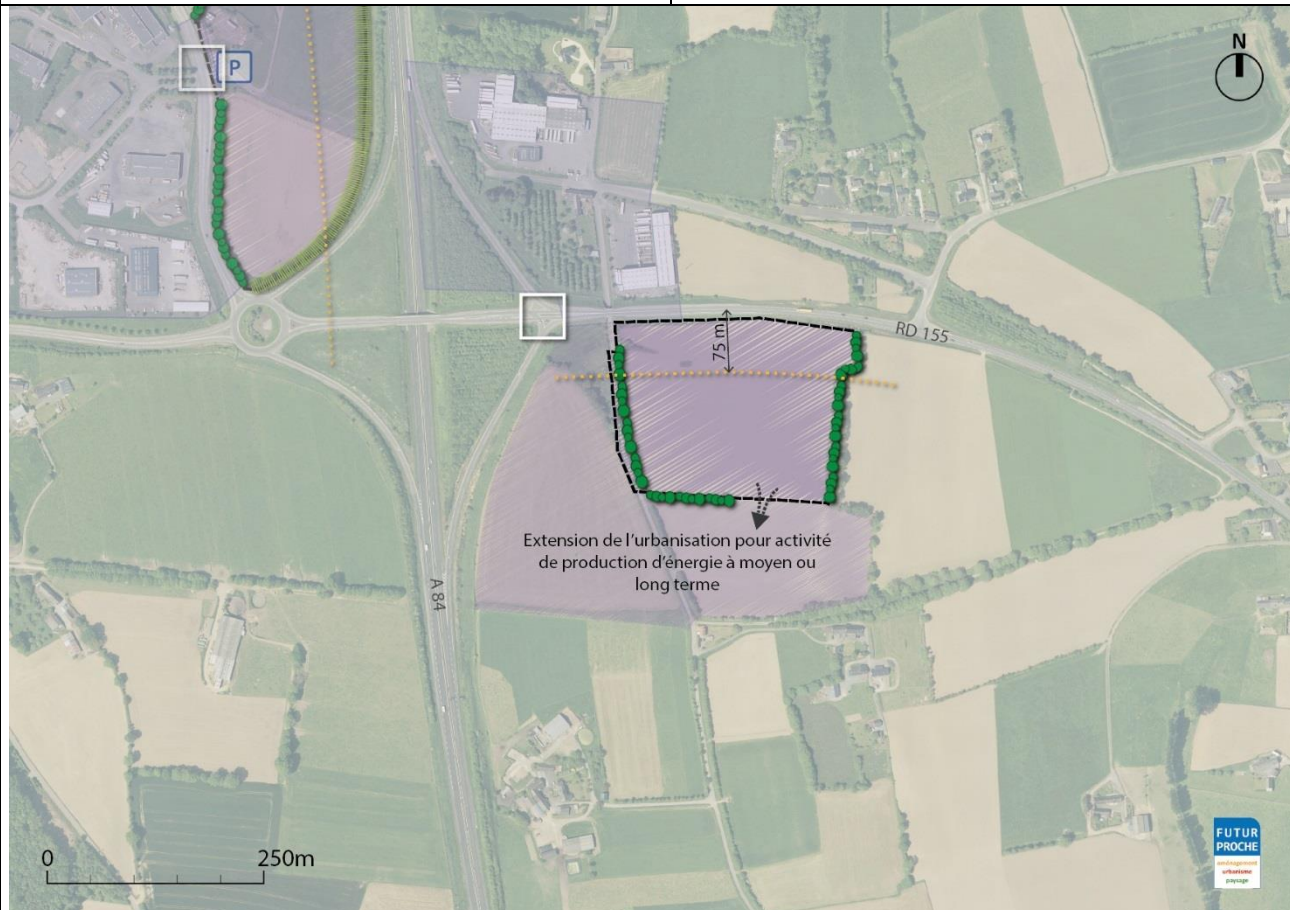 P
N
75 m
RD 155
Extension de l'urbanisation pour activité
de production d'énergie à moyen ou
long terme
A 84
0
250m
FUTUR
PROCHE
aménagement
urbanisme
paysage